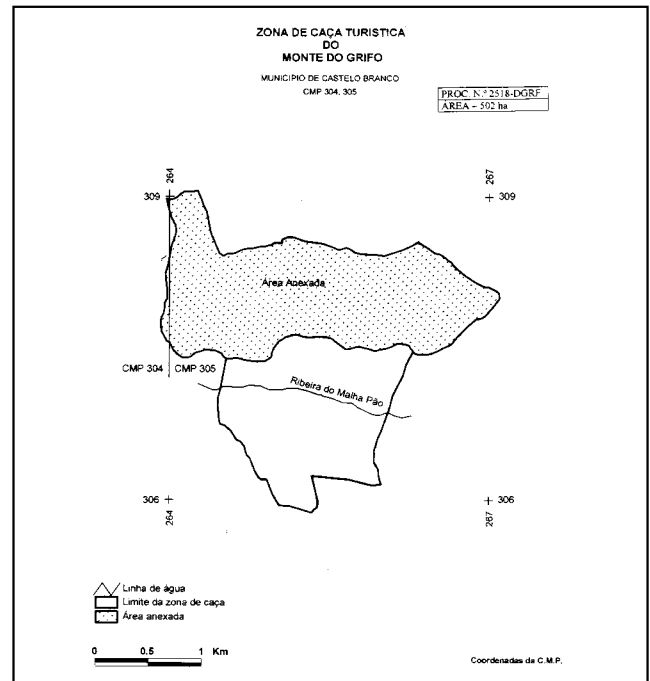 ZONA DE CAÇA TURISTICA
DO
MONTE DO GRIFO
MUNICIPIO DE CASTELO BRANCO
CMP 304, 305
PROC. N.º 2518-DGRF
ÁREA – 502 ha
264
267
309
309
Área Anexada
CMP 304
CMP 305
Ribeira do Malha Pão
306
306
264
267
Linha de água
Limite da zona de caça
Área anexada
0 0.5 1 Km
Coordenadas da C.M.P.